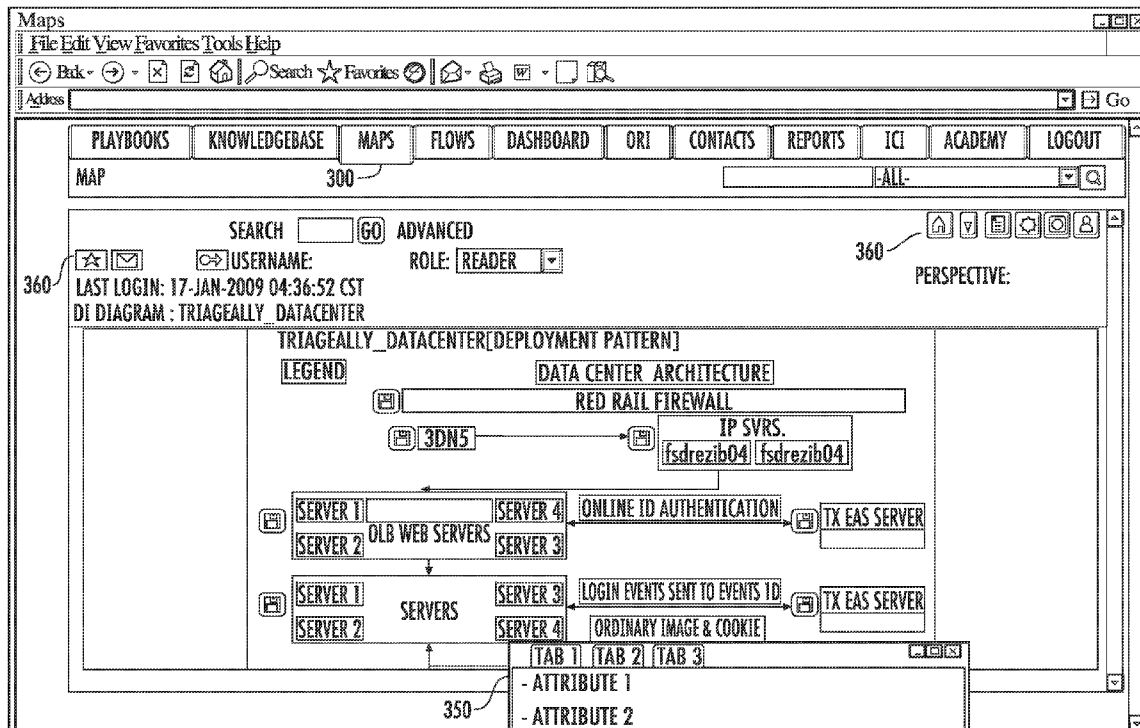 Maps
File Edit View Favorites Tools Help
Back Search Favorites W
Address Go
PLAYBOOKS KNOWLEDGEBASE MAPS FLOWS DASHBOARD ORI CONTACTS REPORTS ICI ACADEMY LOGOUT
MAP 300 -ALL-
SEARCH GO ADVANCED
360 USERNAME: ROLE: READER 360
PERSPECTIVE:
LAST LOGIN: 17-JAN-2009 04:36:52 CST
DI DIAGRAM : TRIAGEALLY_DATACENTER
TRIAGEALLY_DATACENTER[DEPLOYMENT PATTERN]
LEGEND DATA CENTER ARCHITECTURE
RED RAIL FIREWALL
3DN5 IP SVRS.
fsdrezib04 fsdrezib04
SERVER 1 SERVER 4 ONLINE ID AUTHENTICATION TX EAS SERVER
SERVER 2 OLB WEB SERVERS SERVER 3
SERVER 1 SERVERS SERVER 3 LOGIN EVENTS SENT TO EVENTS 1D TX EAS SERVER
SERVER 2 SERVER 4 ORDINARY IMAGE & COOKIE
TAB 1 TAB 2 TAB 3
350 - ATTRIBUTE 1
- ATTRIBUTE 2